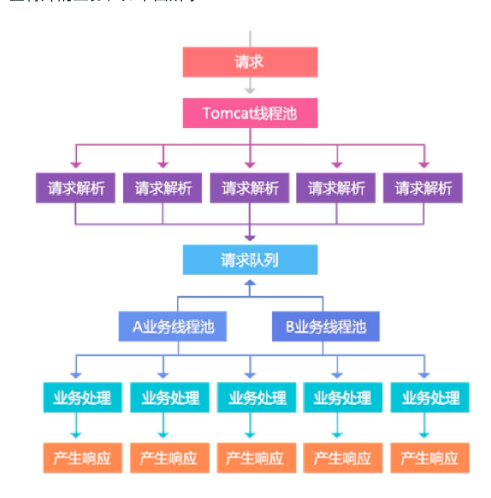 请求
Tomcat线程池
请求解析 请求解析 请求解析 请求解析 请求解析
请求队列
A业务线程池 B业务线程池
业务处理 业务处理 业务处理 业务处理 业务处理
产生响应 产生响应 产生响应 产生响应 产生响应